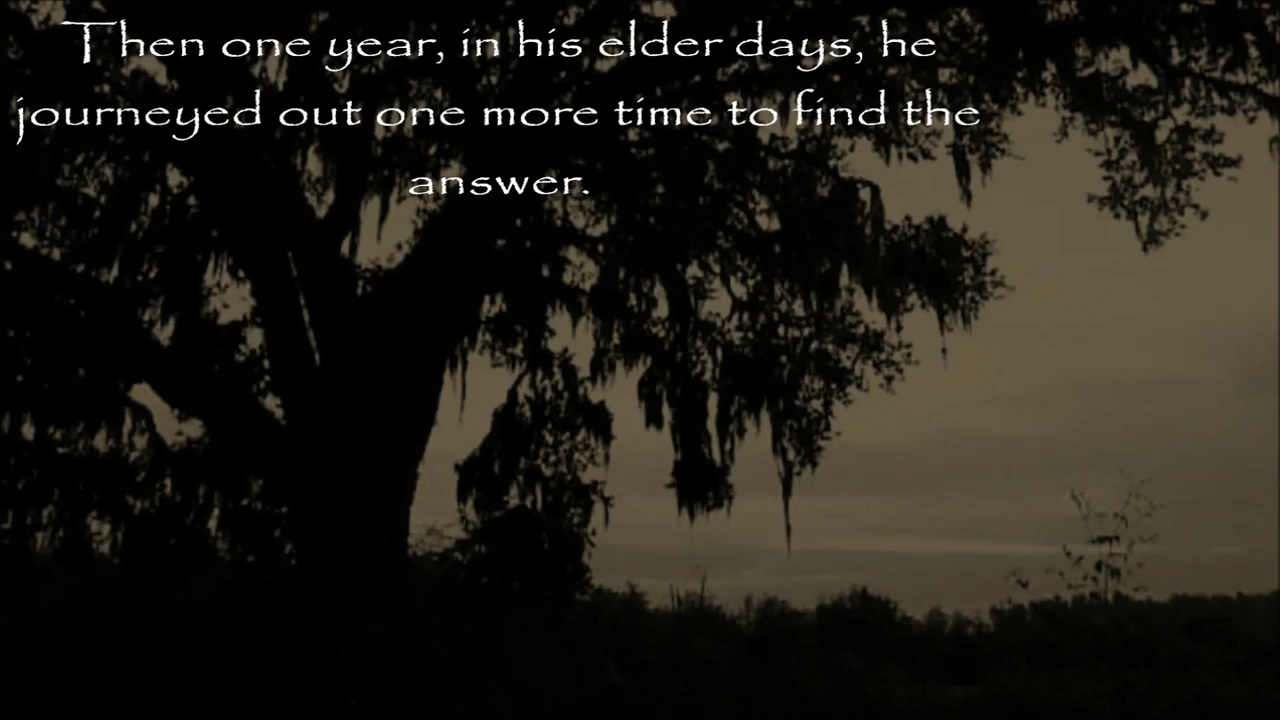 Then one year, in his elder days, he
journeyed out one more time to find the
answer.